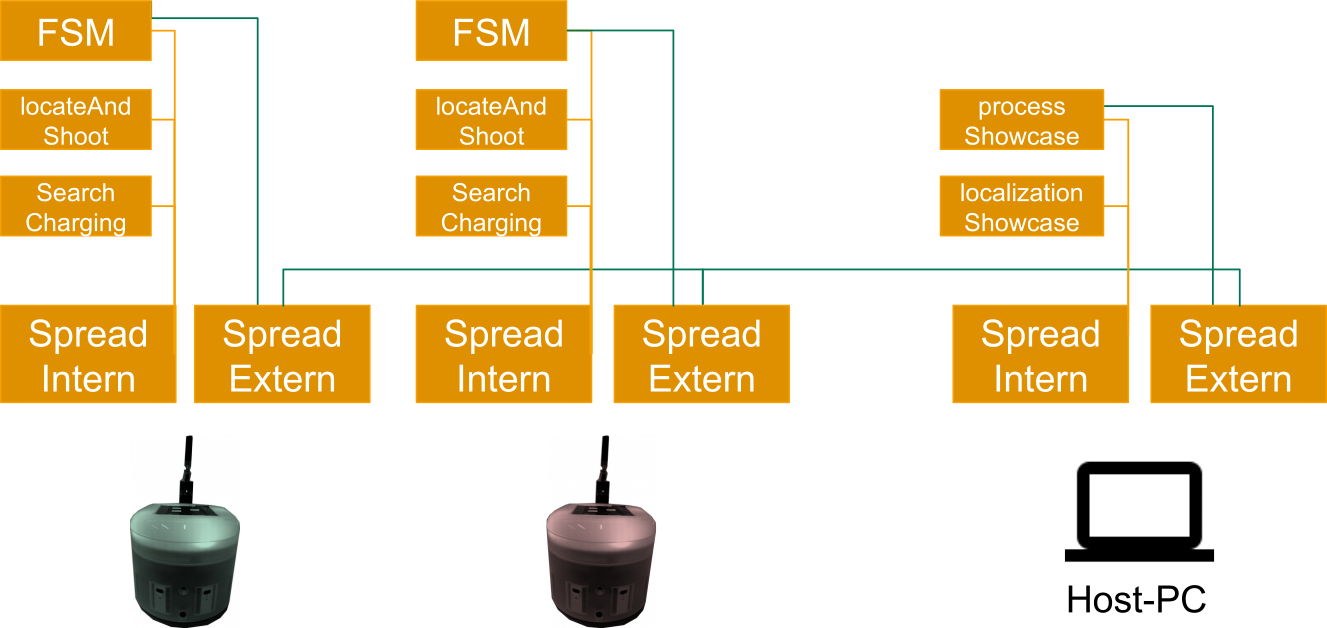 FSM
locateAnd
Shoot
Search
Charging
Spread
Intern
Spread
Extern
FSM
locateAnd
Shoot
Search
Charging
Spread
Intern
Spread
Extern
process
Showcase
localization
Showcase
Spread
Intern
Spread
Extern
Host-PC